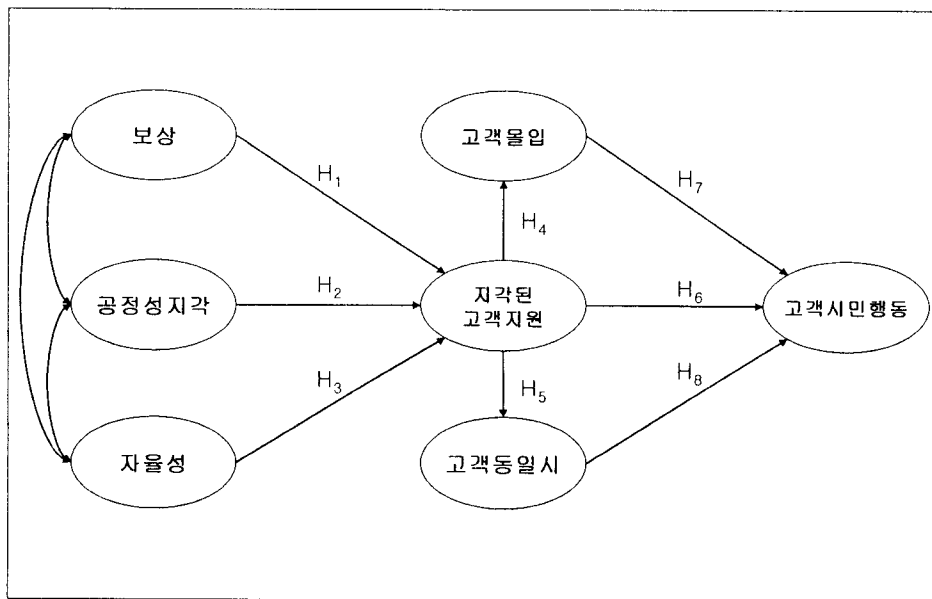 보상
고객몰입
H₁
H₇
H₄
공정성지각
H₂
지각된
고객지원
H₆
고객시민행동
H₃
H₅
H₈
자율성
고객동일시